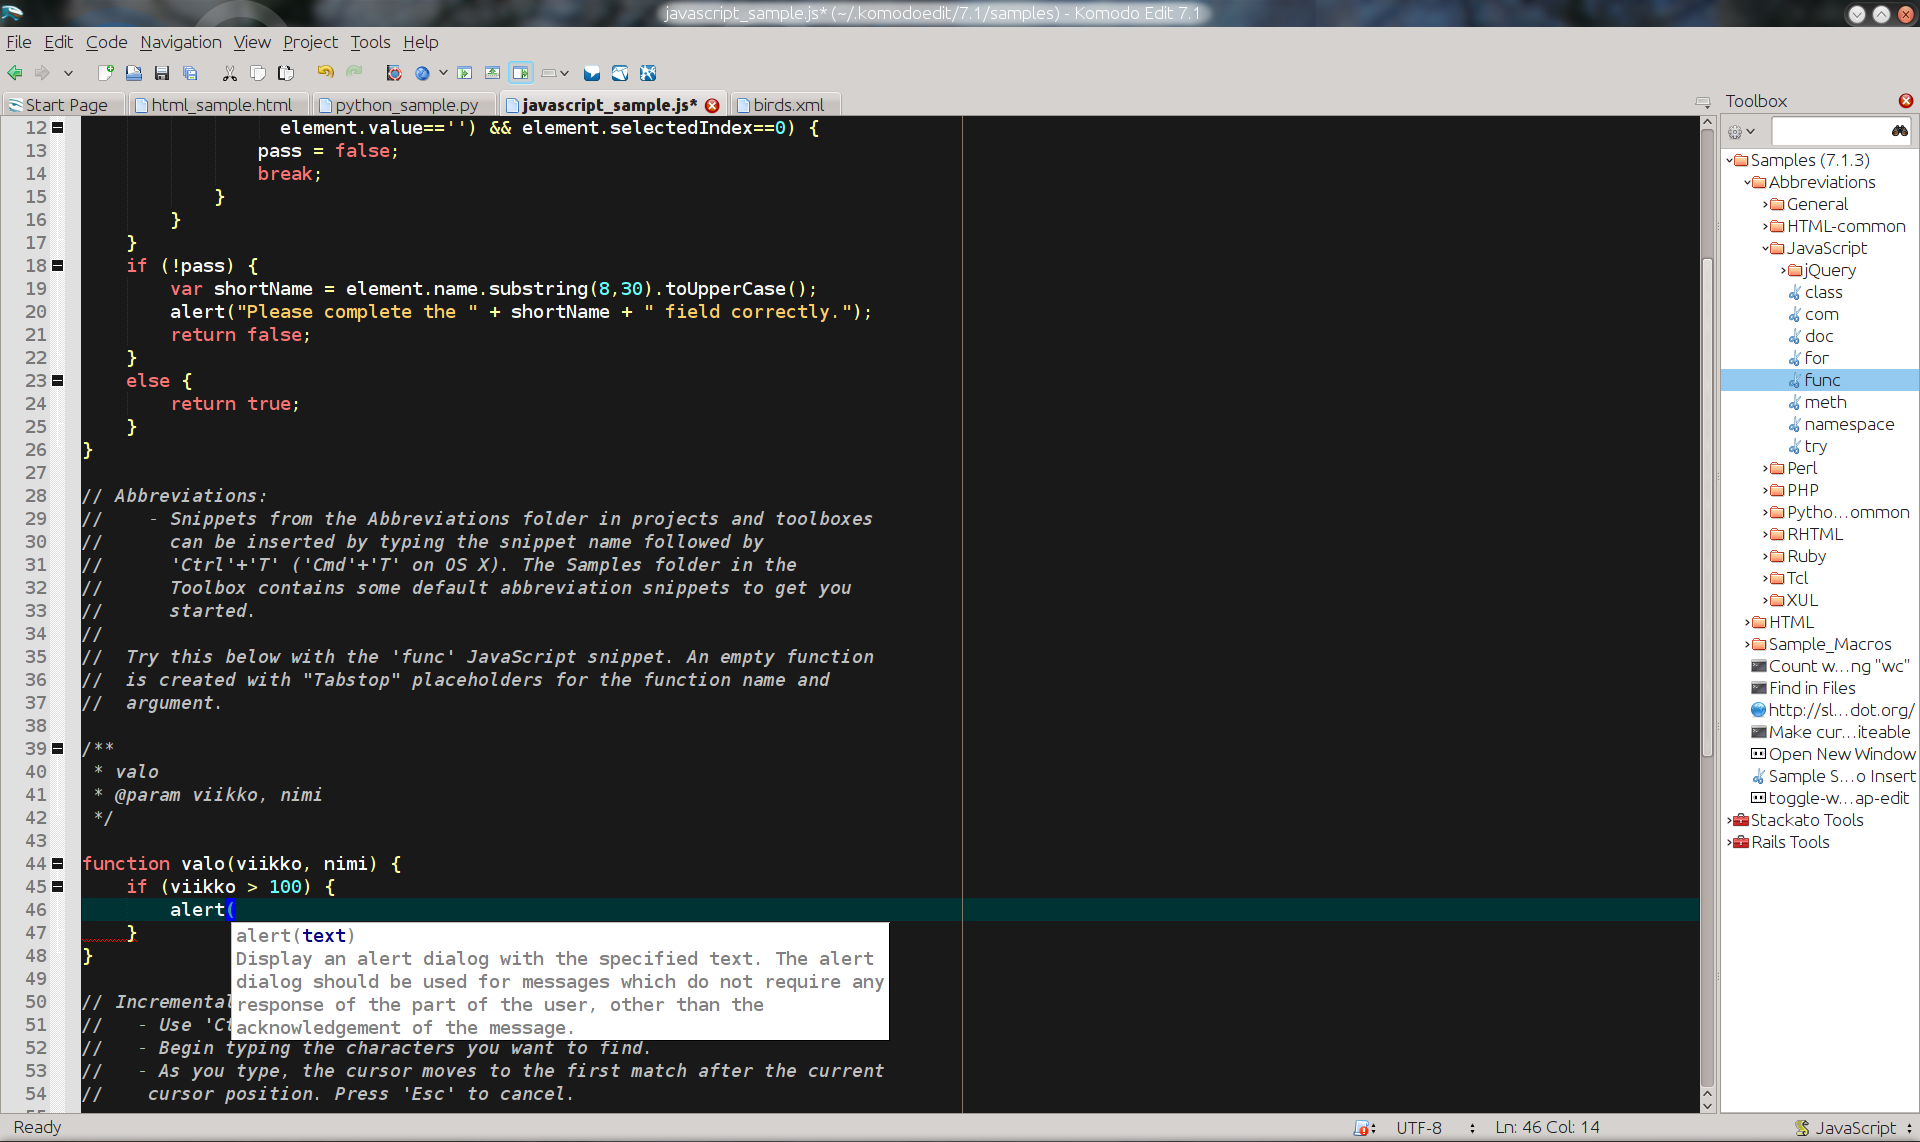 javascript_sample.js* (~/.komodoedit/7.1/samples) - Komodo Edit 7.1
File Edit Code Navigation View Project Tools Help
Start Page html_sample.html python_sample.py javascript_sample.js* birds.xml
12 element.value=='') && element.selectedIndex==0) {
13 pass = false;
14 break;
15 }
16 }
17 }
18 if (!pass) {
19 var shortName = element.name.substring(8,30).toUpperCase();
20 alert("Please complete the " + shortName + " field correctly.");
21 return false;
22 }
23 else {
24 return true;
25 }
26 }
27
28 // Abbreviations:
29 // - Snippets from the Abbreviations folder in projects and toolboxes
30 // can be inserted by typing the snippet name followed by
31 // 'Ctrl'+'T' ('Cmd'+'T' on OS X). The Samples folder in the
32 // Toolbox contains some default abbreviation snippets to get you
33 // started.
34 //
35 // Try this below with the 'func' JavaScript snippet. An empty function
36 // is created with "Tabstop" placeholders for the function name and
37 // argument.
38
39 /**
40 * valo
41 * @param viikko, nimi
42 */
43
44 function valo(viikko, nimi) {
45 if (viikko > 100) {
46 alert(
47 }
48 }
49
50 // Incremental
51 // - Use 'Ct
52 // - Begin typing the characters you want to find.
53 // - As you type, the cursor moves to the first match after the current
54 // cursor position. Press 'Esc' to cancel.
alert(text)
Display an alert dialog with the specified text. The alert
dialog should be used for messages which do not require any
response of the part of the user, other than the
acknowledgement of the message.
Toolbox
Samples (7.1.3)
Abbreviations
General
HTML-common
JavaScript
jQuery
class
com
doc
for
func
meth
namespace
try
Perl
PHP
Pytho...ommon
RHTML
Ruby
Tcl
XUL
HTML
Sample_Macros
Count w...ng "wc"
Find in Files
http://sl...dot.org/
Make cur...iteable
Open New Window
Sample S...o Insert
toggle-w...ap-edit
Stackato Tools
Rails Tools
Ready UTF-8 Ln: 46 Col: 14 JavaScript